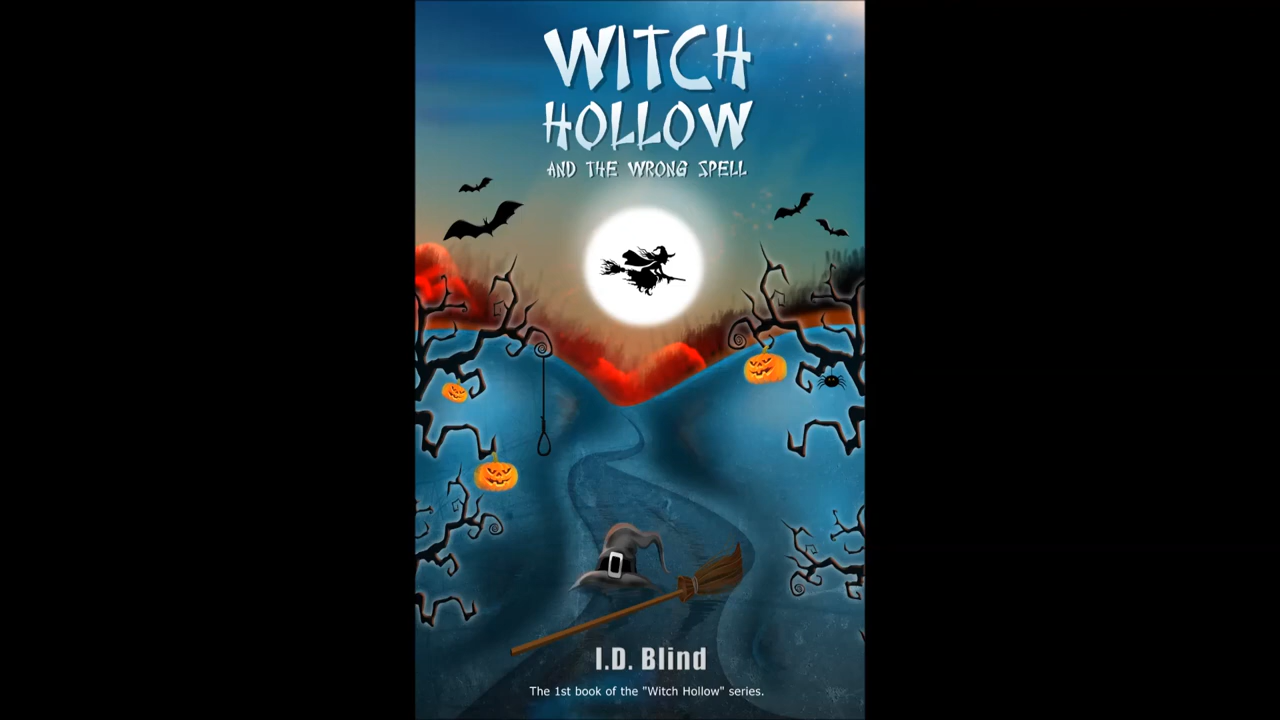 WITCH
HOLLOW
AND THE WRONG SPELL
I.D. Blind
The 1st book of the "Witch Hollow" series.